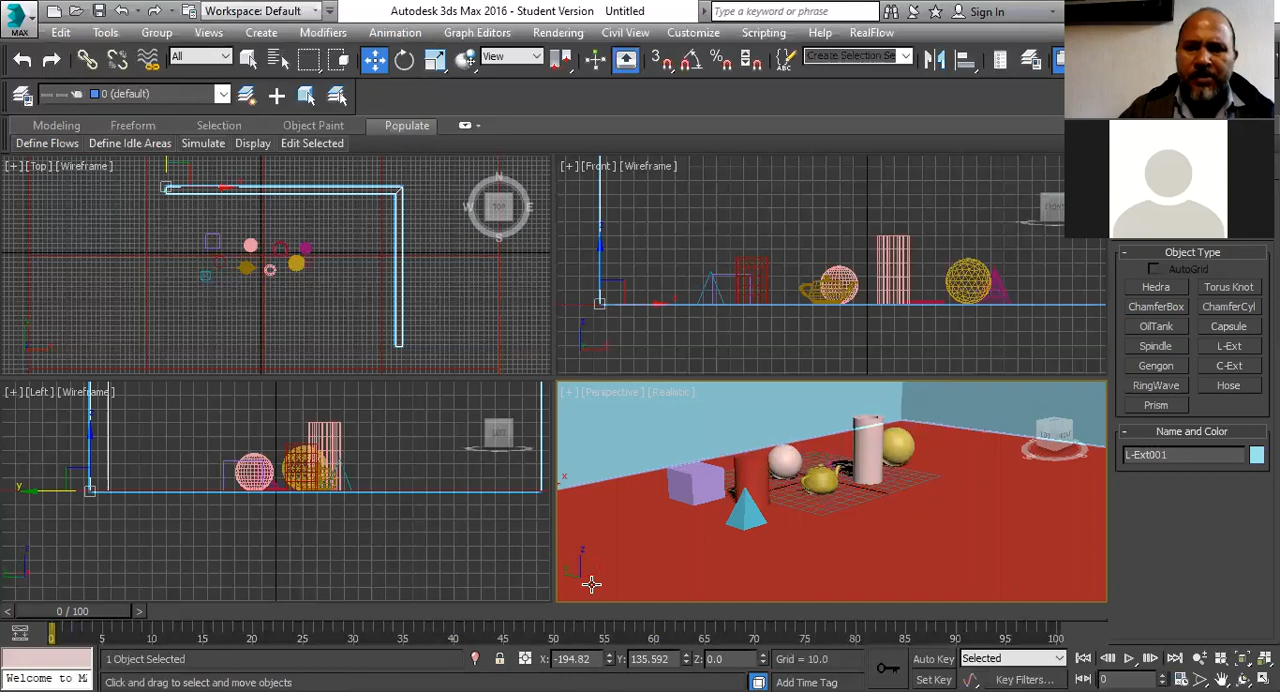 Workspace: Default
Autodesk 3ds Max 2016 - Student Version Untitled
Type a keyword or phrase
Sign In
MAX
Edit Tools Group Views Create Modifiers Animation Graph Editors Rendering Civil View Customize Scripting Help RealFlow
All View Create Selection Se
0 (default)
Modeling Freeform Selection Object Paint Populate
Define Flows Define Idle Areas Simulate Display Edit Selected
[+] [Top] [Wireframe]
N
W TOP E
S
[+] [Front] [Wireframe]
FRONT
Object Type
AutoGrid
Hedra Torus Knot
ChamferBox ChamferCyl
OilTank Capsule
Spindle L-Ext
Gengon C-Ext
RingWave Hose
Prism
Name and Color
L-Ext001
[+] [Left] [Wireframe]
LEFT
y
[+] [Perspective] [Realistic]
x
z
0 / 100
0 5 10 15 20 25 30 35 40 45 50 55 60 65 70 75 80 85 90 95 100
1 Object Selected
X: -194.82 Y: 135.592 Z: 0.0 Grid = 10.0
Auto Key Selected
Welcome to M
Click and drag to select and move objects
Add Time Tag
Set Key Key Filters... 0